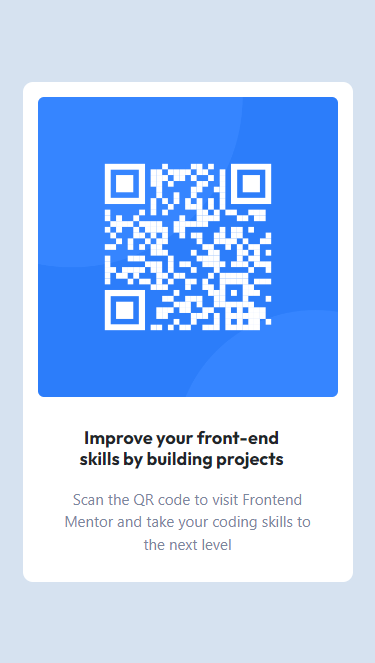 Improve your front-end
skills by building projects
Scan the QR code to visit Frontend
Mentor and take your coding skills to
the next level